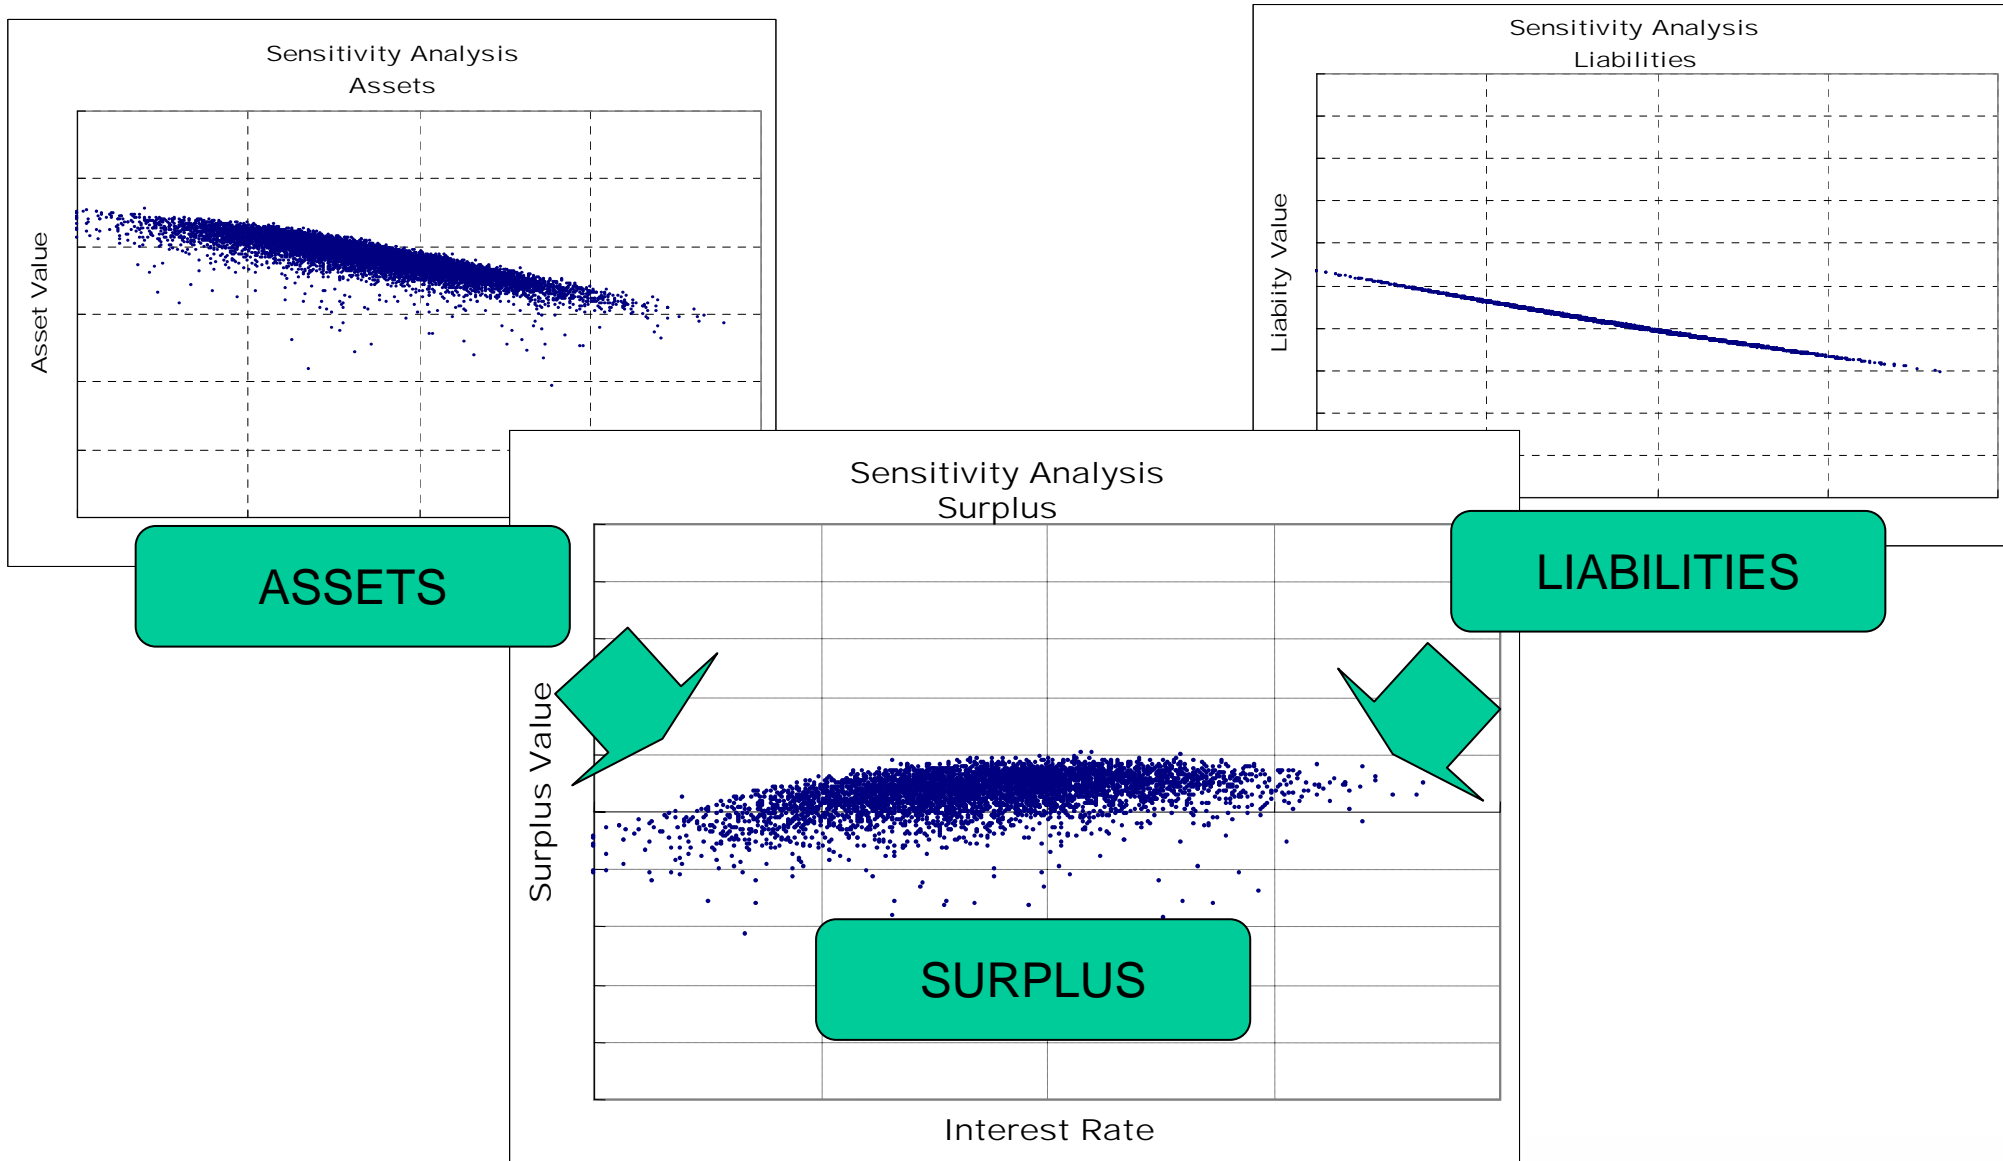 Sensitivity Analysis
Assets
Asset Value
Sensitivity Analysis
Liabilities
Liabiity Value
ASSETS
LIABILITIES
Sensitivity Analysis
Surplus
Surplus Value
SURPLUS
Interest Rate